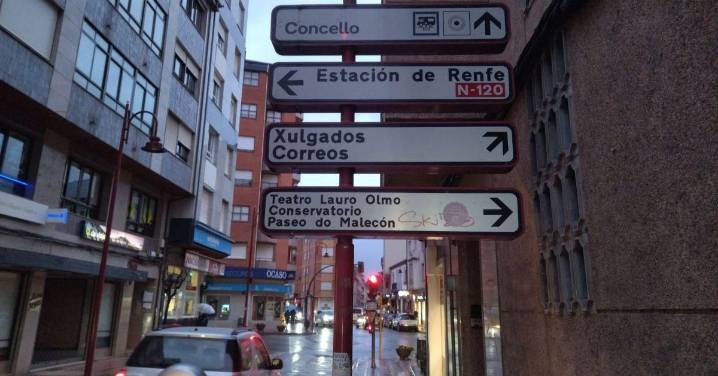 Concello
Estación de Renfe
N-120
Xulgados
Correos
Teatro Lauro Olmo
Conservatorio
Paseo do Malecón
OCASO